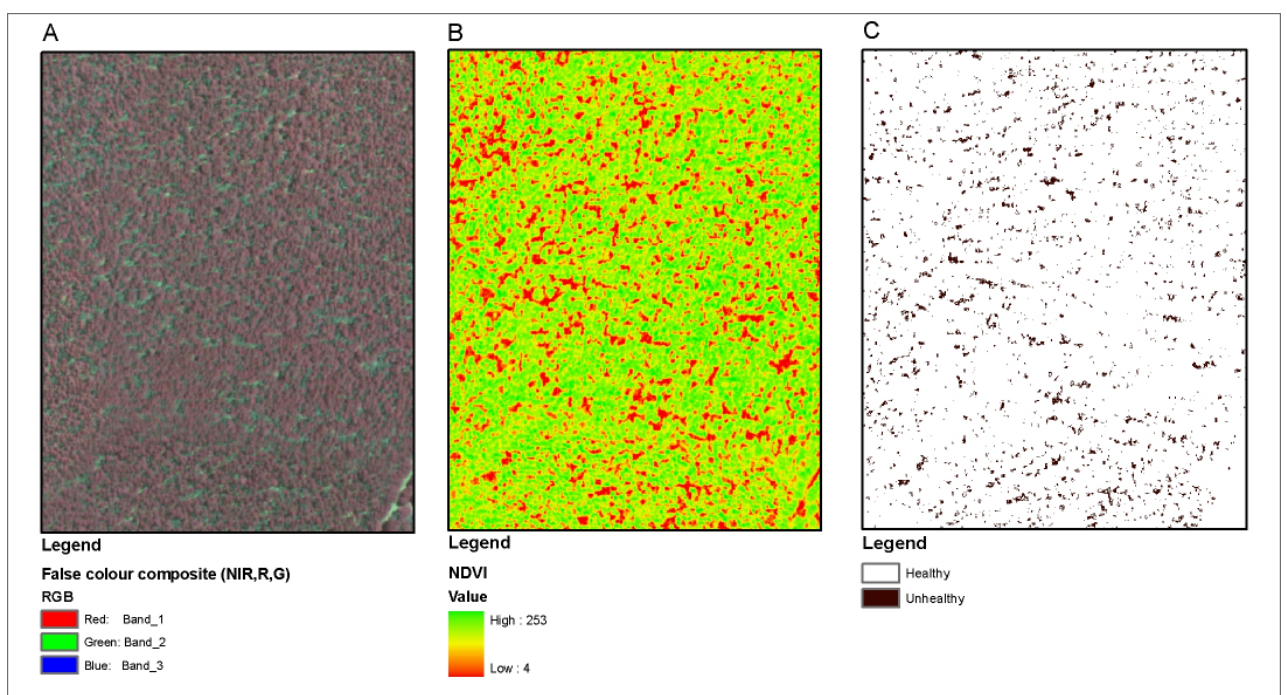 A
B
C
Legend
False colour composite (NIR,R,G)
RGB
Red: Band_1
Green: Band_2
Blue: Band_3
Legend
NDVI
Value
High : 253
Low : 4
Legend
Healthy
Unhealthy